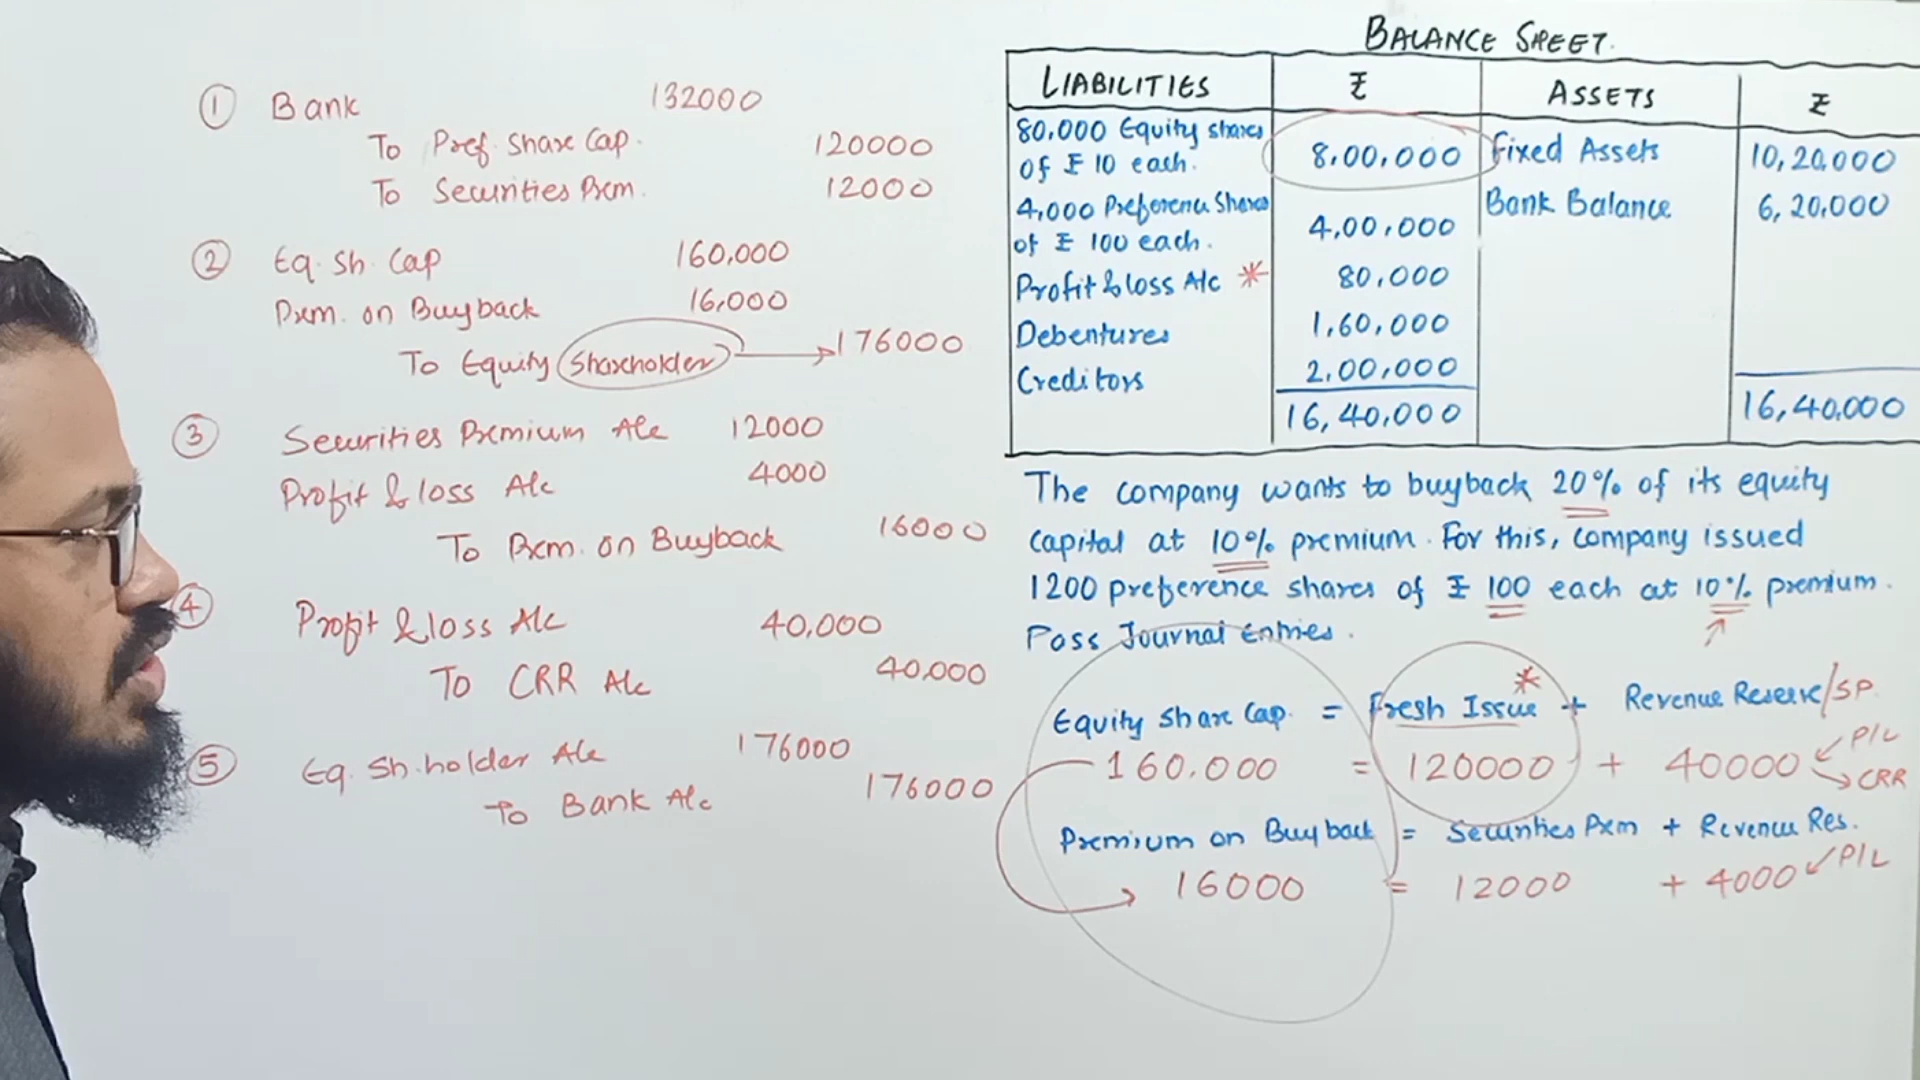 ① Bank 132000
To Pref. Share Cap. 120000
To Securities Prm. 12000
② Eq. Sh. Cap 160,000
Prm. on Buyback 16,000
To Equity Shareholder → 176000
③ Securities Premium A/c 12000
Profit & loss A/c 4000
To Prm. on Buyback 16000
④ Profit & loss A/c 40,000
To CRR A/c 40,000
⑤ Eq. Sh.holder A/c 176000
To Bank A/c 176000
BALANCE SHEET.
LIABILITIES ₹ ASSETS ₹
80,000 Equity shares
of ₹ 10 each. 8,00,000 Fixed Assets 10,20,000
4,000 Preference Shares Bank Balance 6,20,000
of ₹ 100 each. 4,00,000
Profit & loss A/c * 80,000
Debentures 1,60,000
Creditors 2,00,000
16,40,000 16,40,000
The company wants to buyback 20% of its equity
capital at 10% premium. For this, company issued
1200 preference shares of ₹ 100 each at 10% premium.
Pass Journal Entries.
Equity Share Cap. = Fresh Issue * + Revenue Reserve/SP.
160,000 = 120000 + 40000 P/L
CRR
Premium on Buyback = Securities Prm + Revenue Res.
16000 = 12000 + 4000 P/L